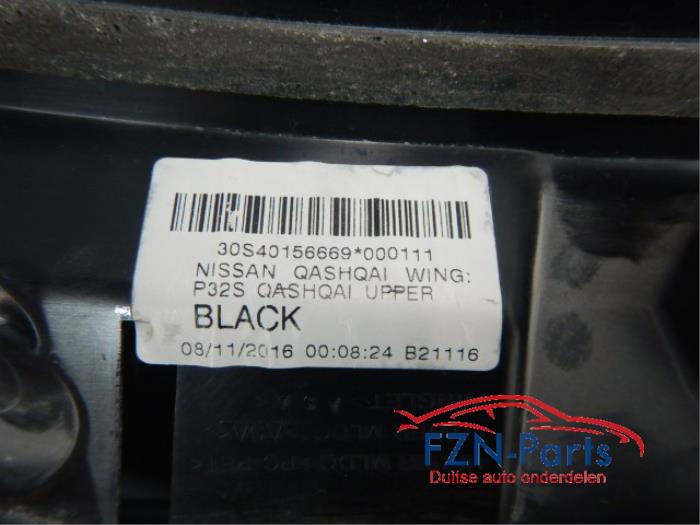 30S40156669*000111
NISSAN QASHQAI WING:
P32S QASHQAI UPPER
BLACK
08/11/2016 00:08:24 B21116
FZN-Parts
Duitse auto onderdelen